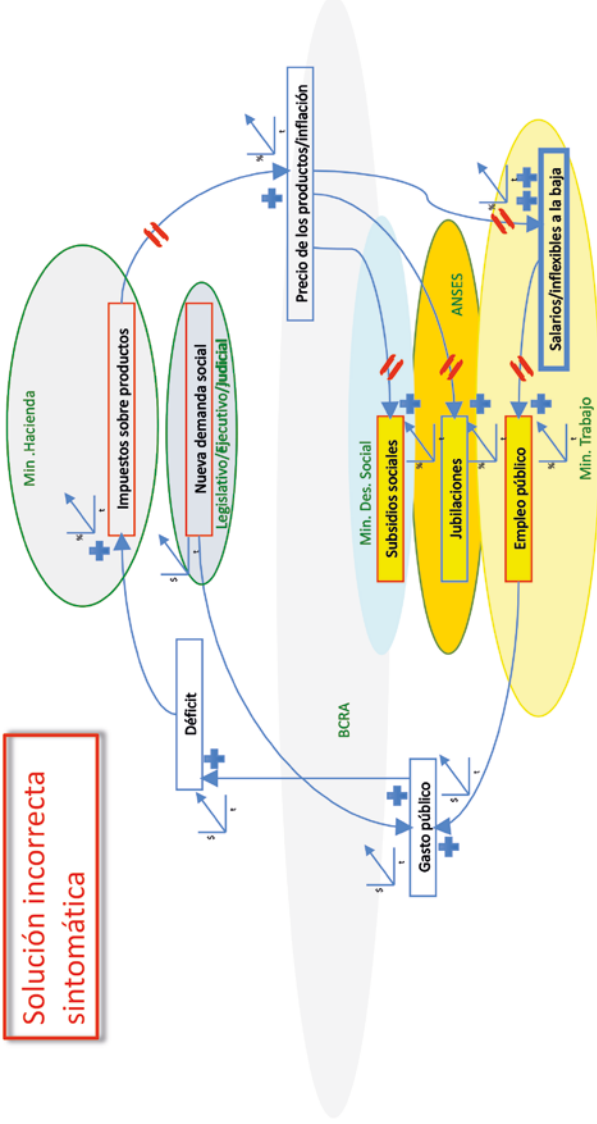 Solución incorrecta
sintomática
Min .Hacienda
Impuestos sobre productos
%
t
Nueva demanda social
Legislativo/Ejecutivo/Judicial
$
t
Déficit
$
t
Precio de los productos/inflación
%
t
BCRA
Min. Des. Social
Subsidios sociales
%
t
ANSES
Jubilaciones
%
t
Gasto público
$
t
$
t
Empleo público
%
t
Salarios/inflexibles a la baja
%
t
Min. Trabajo